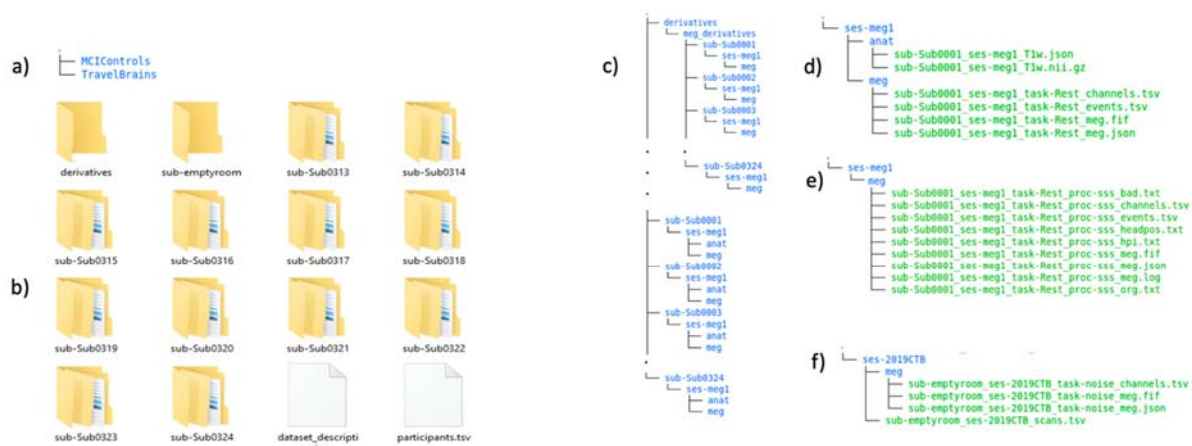 a)
MCIControls
TravelBrains
derivatives
sub-emptyroom
sub-Sub0313
sub-Sub0314
sub-Sub0315
sub-Sub0316
sub-Sub0317
sub-Sub0318
b)
sub-Sub0319
sub-Sub0320
sub-Sub0321
sub-Sub0322
sub-Sub0323
sub-Sub0324
dataset_descripti
participants.tsv
c)
derivatives
meg_derivatives
sub-Sub0001
ses-meg1
meg
sub-Sub0002
ses-meg1
meg
sub-Sub0003
ses-meg1
meg
sub-Sub0324
ses-meg1
meg
sub-Sub0001
ses-meg1
anat
meg
sub-Sub0002
ses-meg1
anat
meg
sub-Sub0003
ses-meg1
anat
meg
sub-Sub0324
ses-meg1
anat
meg
d)
ses-meg1
anat
sub-Sub0001_ses-meg1_T1w.json
sub-Sub0001_ses-meg1_T1w.nii.gz
meg
sub-Sub0001_ses-meg1_task-Rest_channels.tsv
sub-Sub0001_ses-meg1_task-Rest_events.tsv
sub-Sub0001_ses-meg1_task-Rest_meg.fif
sub-Sub0001_ses-meg1_task-Rest_meg.json
e)
ses-meg1
meg
sub-Sub0001_ses-meg1_task-Rest_proc-sss_bad.txt
sub-Sub0001_ses-meg1_task-Rest_proc-sss_channels.tsv
sub-Sub0001_ses-meg1_task-Rest_proc-sss_events.tsv
sub-Sub0001_ses-meg1_task-Rest_proc-sss_headpos.txt
sub-Sub0001_ses-meg1_task-Rest_proc-sss_hpi.txt
sub-Sub0001_ses-meg1_task-Rest_proc-sss_meg.fif
sub-Sub0001_ses-meg1_task-Rest_proc-sss_meg.json
sub-Sub0001_ses-meg1_task-Rest_proc-sss_meg.log
sub-Sub0001_ses-meg1_task-Rest_proc-sss_org.txt
f)
ses-2019CTB
meg
sub-emptyroom_ses-2019CTB_task-noise_channels.tsv
sub-emptyroom_ses-2019CTB_task-noise_meg.fif
sub-emptyroom_ses-2019CTB_task-noise_meg.json
sub-emptyroom_ses-2019CTB_scans.tsv